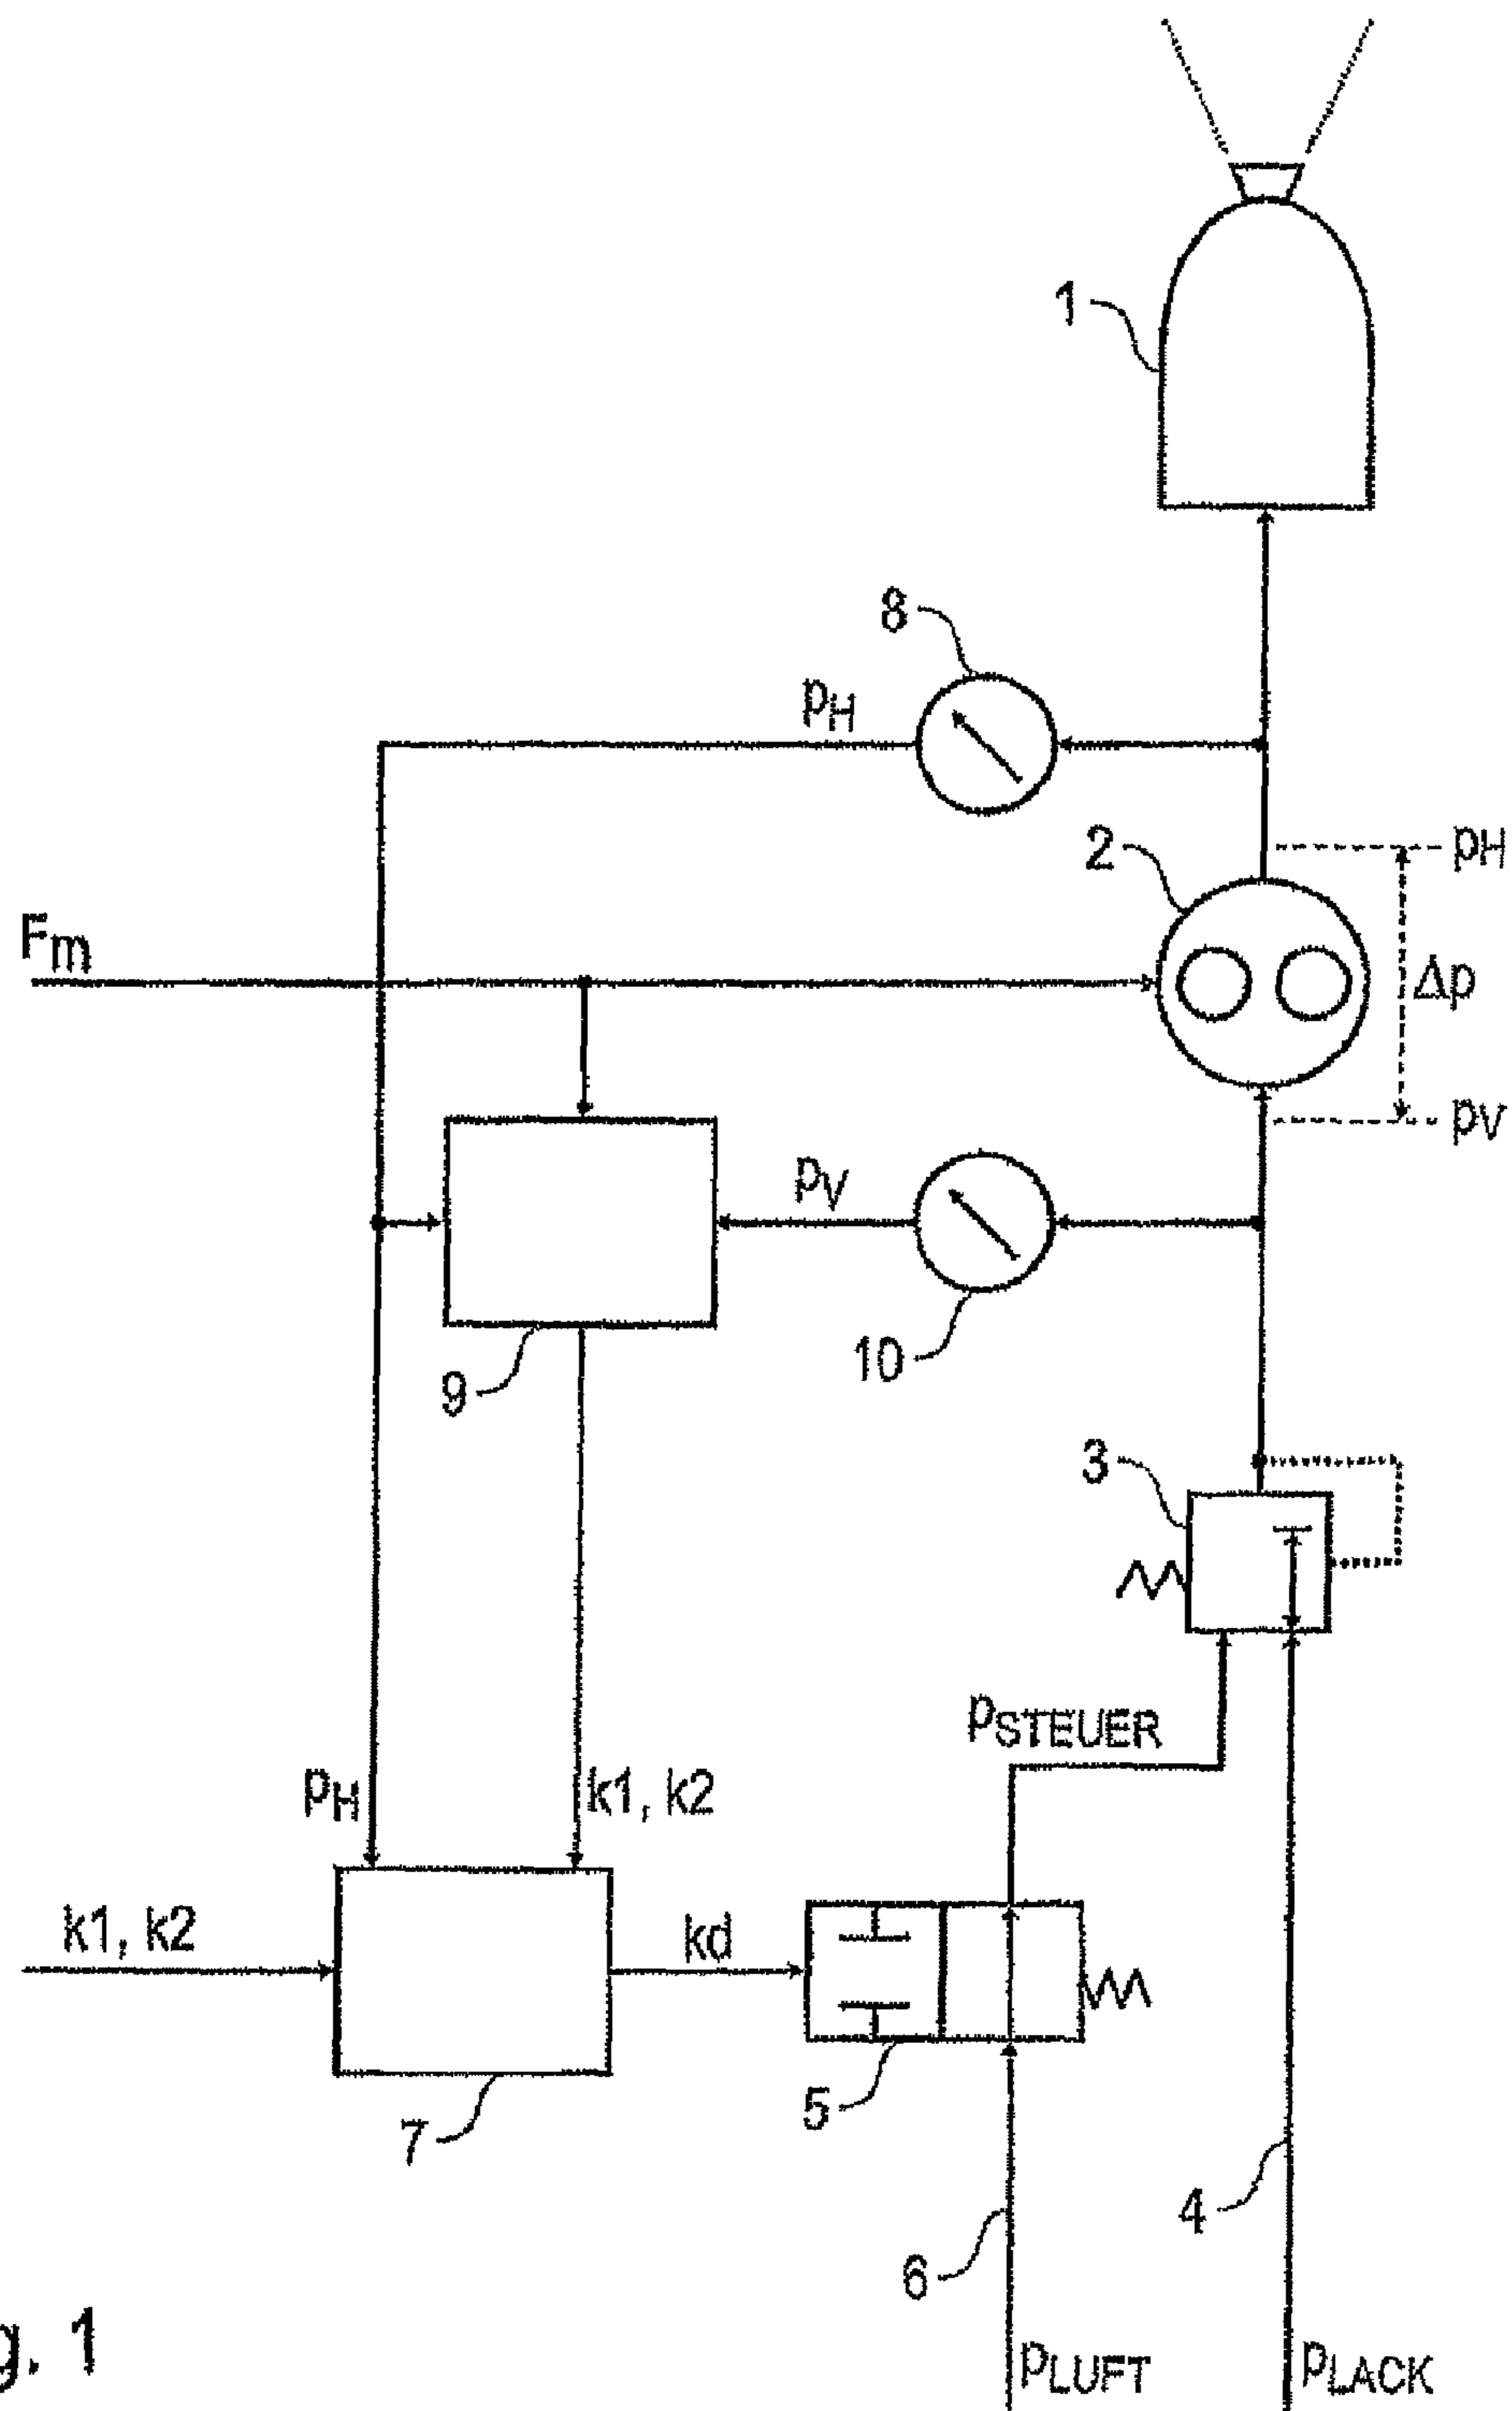 1
8
pH
2
pH
Fm
Δp
pV
pV
10
9
3
pSTEUER
pH
k1, k2
k1, k2
kd
5
7
4
6
g. 1
pLUFT
pLACK